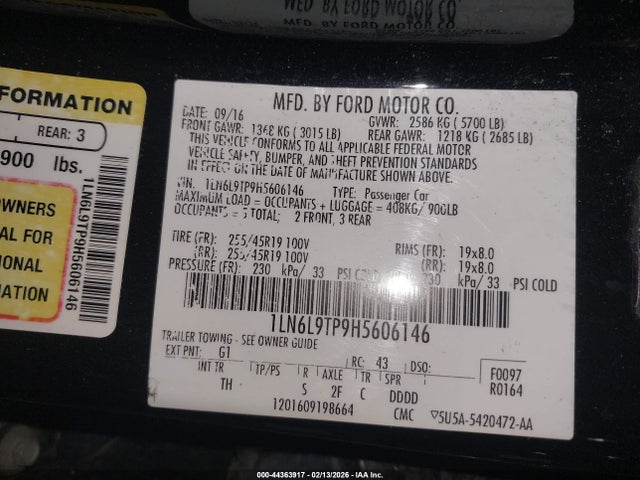 MFD. BY FORD MOTOR CO.
FORMATION
REAR: 3
900 lbs.
OWNERS
AL FOR
IONAL
MATION
1LN6L9TP9H5606146
MFD. BY FORD MOTOR CO.
DATE: 09/16 GVWR: 2586 KG ( 5700 LB)
FRONT GAWR: 1368 KG ( 3015 LB) REAR GAWR: 1218 KG ( 2685 LB)
THIS VEHICLE CONFORMS TO ALL APPLICABLE FEDERAL MOTOR
VEHICLE SAFETY, BUMPER, AND THEFT PREVENTION STANDARDS
IN EFFECT ON THE DATE OF MANUFACTURE SHOWN ABOVE.
VIN: 1LN6L9TP9H5606146 TYPE: Passenger Car
MAXIMUM LOAD = OCCUPANTS + LUGGAGE = 408KG/ 900LB
OCCUPANTS = 5 TOTAL; 2 FRONT, 3 REAR
TIRE (FR): 255/45R19 100V RIMS (FR): 19x8.0
(RR): 255/45R19 100V (RR): 19x8.0
PRESSURE (FR): 230 kPa/ 33 PSI COLD kPa/ 33 PSI COLD
1LN6L9TP9H5606146
TRAILER TOWING - SEE OWNER GUIDE
EXT PNT: G1 RC: 43 DSO: F0097
INT TR TP/PS R AXLE TR SPR R0164
TH S 2F C DDDD
1201609198664 CMC ▽5U5A-5420472-AA
000-44363917 - 02/13/2026 - IAA Inc.